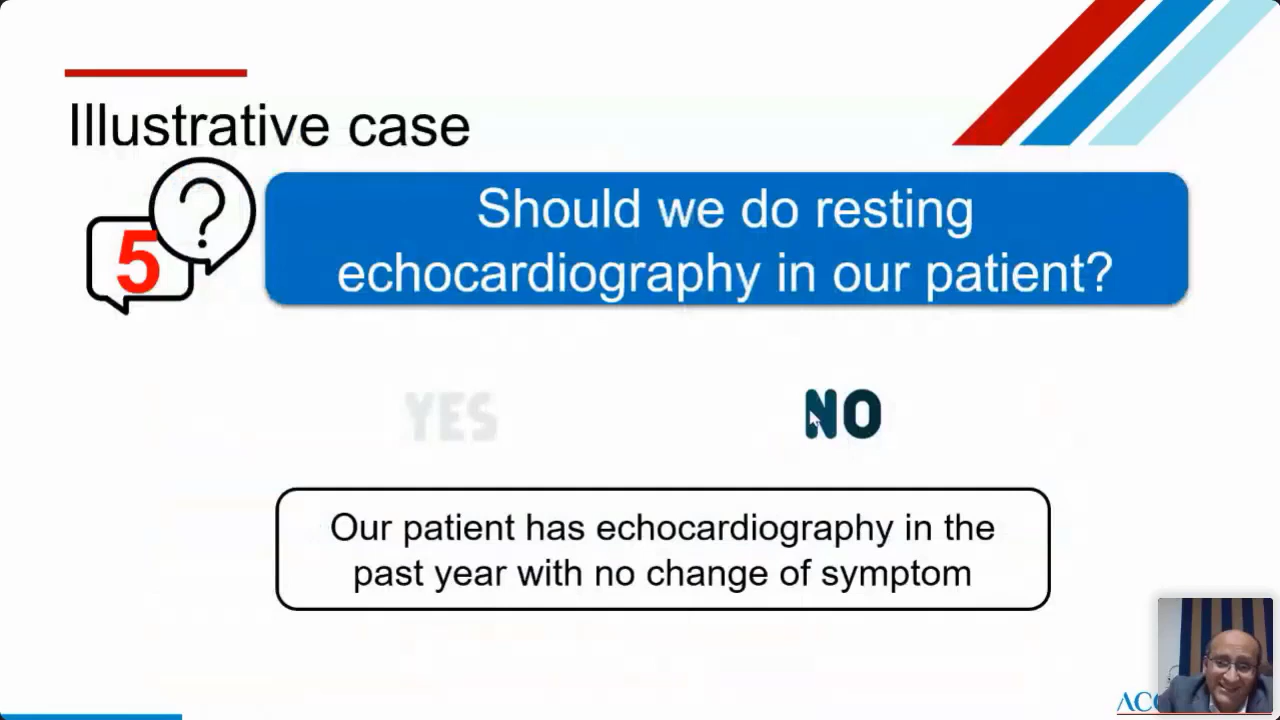 Illustrative case
?
5
Should we do resting
echocardiography in our patient?
YES
NO
Our patient has echocardiography in the
past year with no change of symptom